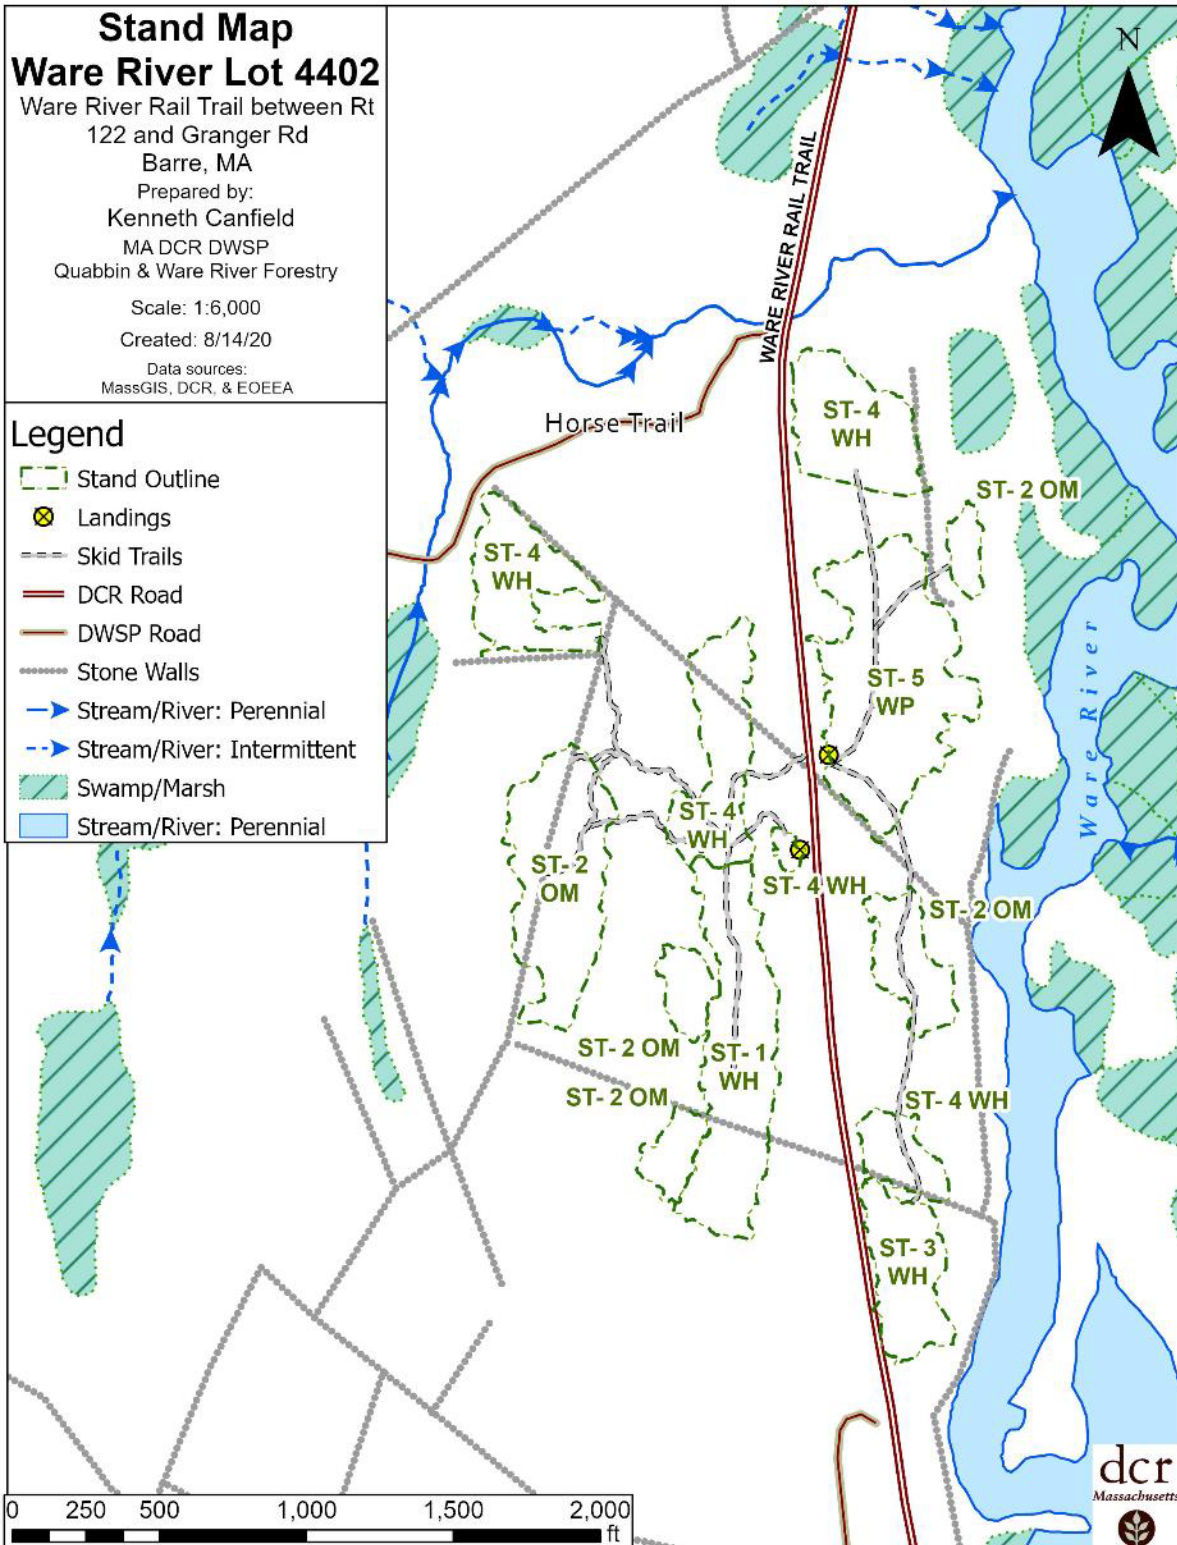 Stand Map
Ware River Lot 4402
Ware River Rail Trail between Rt
122 and Granger Rd
Barre, MA
Prepared by:
Kenneth Canfield
MA DCR DWSP
Quabbin & Ware River Forestry
Scale: 1:6,000
Created: 8/14/20
Data sources:
MassGIS, DCR, & EOEEA
Legend
Stand Outline
Landings
Skid Trails
DCR Road
DWSP Road
Stone Walls
Stream/River: Perennial
Stream/River: Intermittent
Swamp/Marsh
Stream/River: Perennial
N
WARE RIVER RAIL TRAIL
Horse Trail
ST- 4
WH
ST- 2 OM
ST- 4
WH
ST- 5
WP
Ware River
ST- 4
WH
ST- 2
OM
ST- 4 WH
ST- 2 OM
ST- 2 OM
ST- 1
WH
ST- 2 OM
ST- 4 WH
ST- 3
WH
0 250 500 1,000 1,500 2,000
ft
dcr
Massachusetts